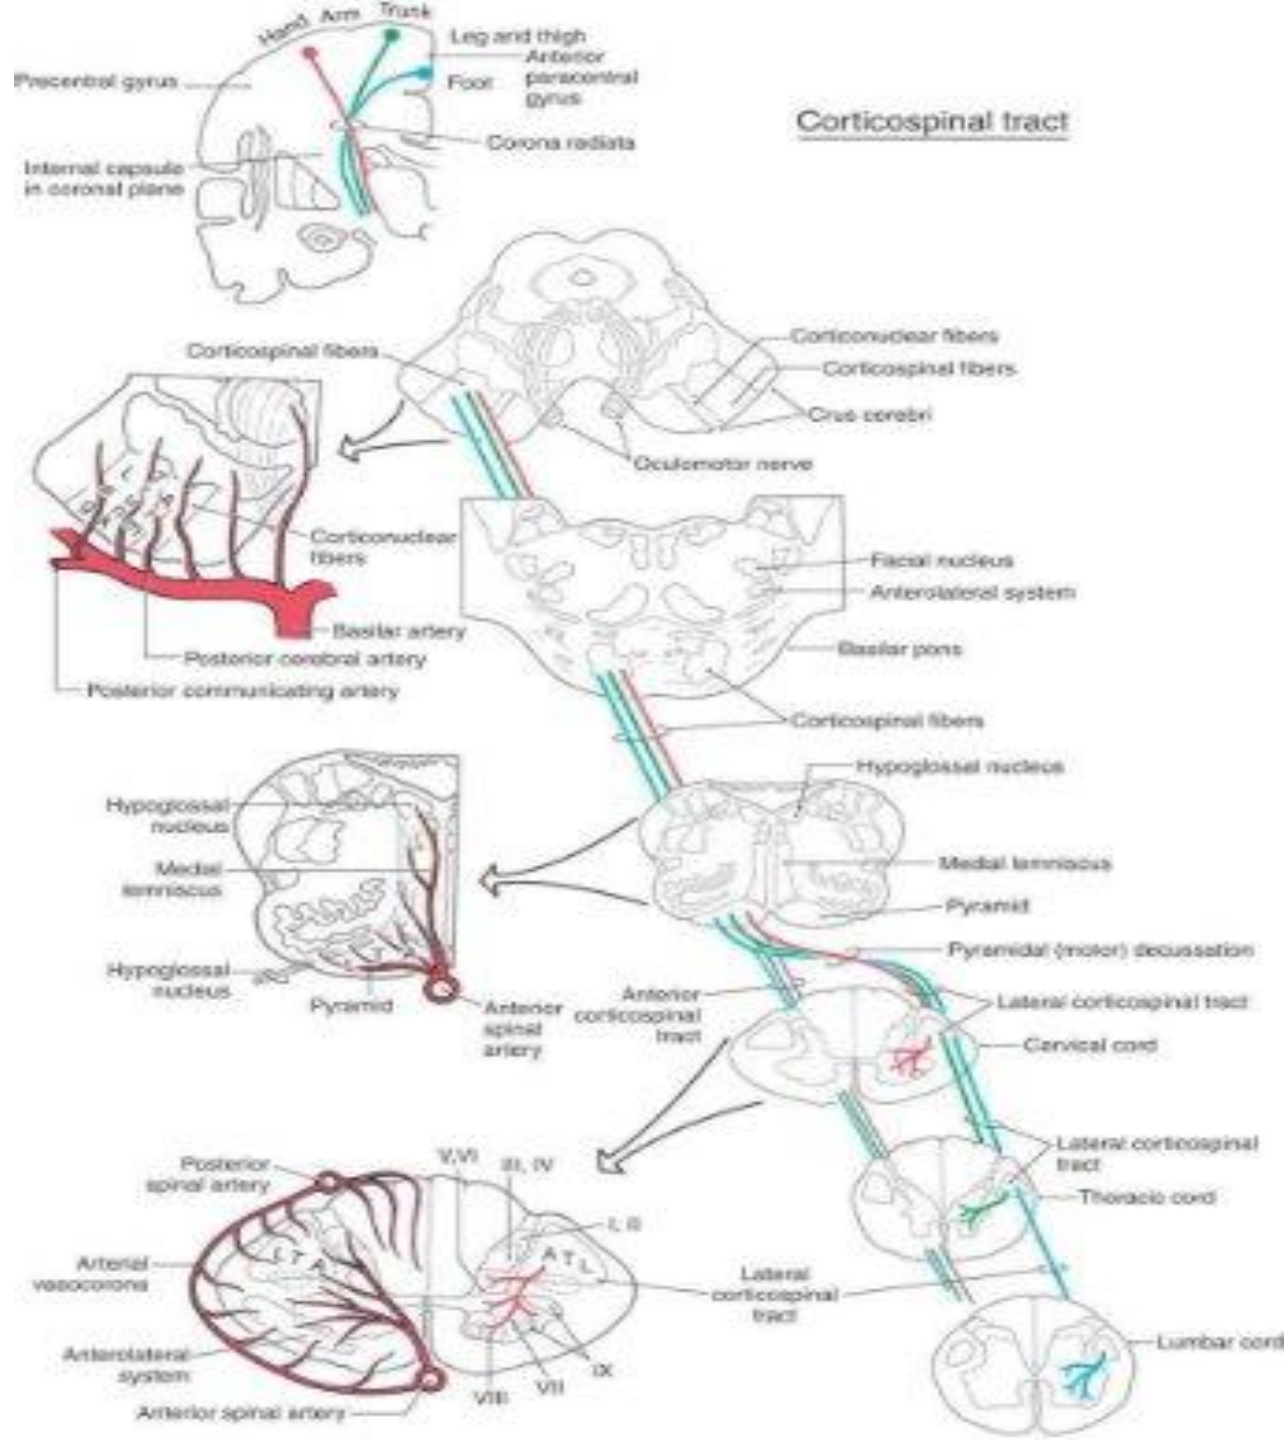 Hand Arm Trunk
Leg and thigh
Anterior
paracentral
gyrus
Precentral gyrus
Foot
Corticospinal tract
Corona radiata
Internal capsule
in coronal plane
Corticonuclear fibers
Corticospinal fibers
Corticospinal fibers
Crus cerebri
Oculomotor nerve
Corticonuclear
fibers
Facial nucleus
Anterolateral system
Basilar artery
Basilar pons
Posterior cerebral artery
Posterior communicating artery
Corticospinal fibers
Hypoglossal nucleus
Hypoglossal
nucleus
Medial
lemniscus
Medial lemniscus
Pyramid
Pyramidal (motor) decussation
Hypoglossal
nucleus
Pyramid
Anterior
spinal
artery
Anterior
corticospinal
tract
Lateral corticospinal tract
Cervical cord
Lateral corticospinal
tract
Thoracic cord
Posterior
spinal artery
V,VI
III, IV
I, II
L T A
A T L
Arterial
vasocorona
Lateral
corticospinal
tract
Anterolateral
system
Lumbar cord
IX
VII
VIII
Anterior spinal artery